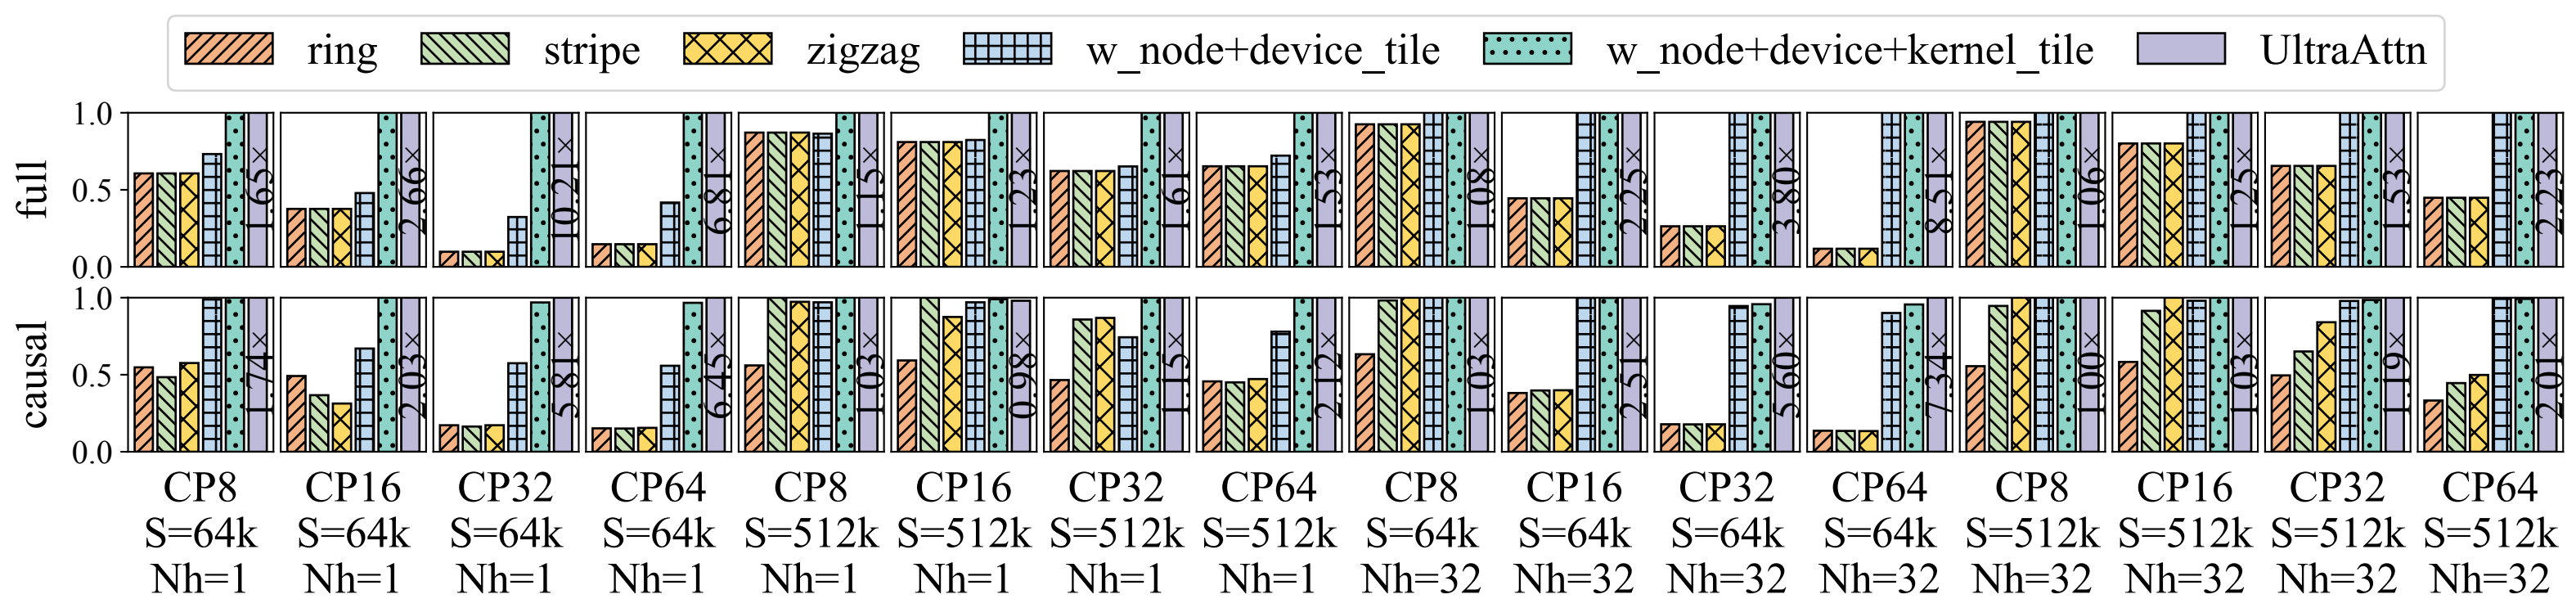 ring stripe zigzag w_node+device_tile w_node+device+kernel_tile UltraAttn
full
1.0
0.5
0.0
1.65× 2.66× 10.21× 6.81× 1.15× 1.23× 1.61× 1.53× 1.08× 2.25× 3.80× 8.51× 1.06× 1.25× 1.53× 2.23×
causal
1.0
0.5
0.0
1.74× 2.03× 5.81× 6.45× 1.03× 0.98× 1.15× 2.12× 1.03× 2.51× 5.60× 7.34× 1.00× 1.03× 1.19× 2.01×
CP8 CP16 CP32 CP64 CP8 CP16 CP32 CP64 CP8 CP16 CP32 CP64 CP8 CP16 CP32 CP64
S=64k S=64k S=64k S=64k S=512k S=512k S=512k S=512k S=64k S=64k S=64k S=64k S=512k S=512k S=512k S=512k
Nh=1 Nh=1 Nh=1 Nh=1 Nh=1 Nh=1 Nh=1 Nh=1 Nh=32 Nh=32 Nh=32 Nh=32 Nh=32 Nh=32 Nh=32 Nh=32